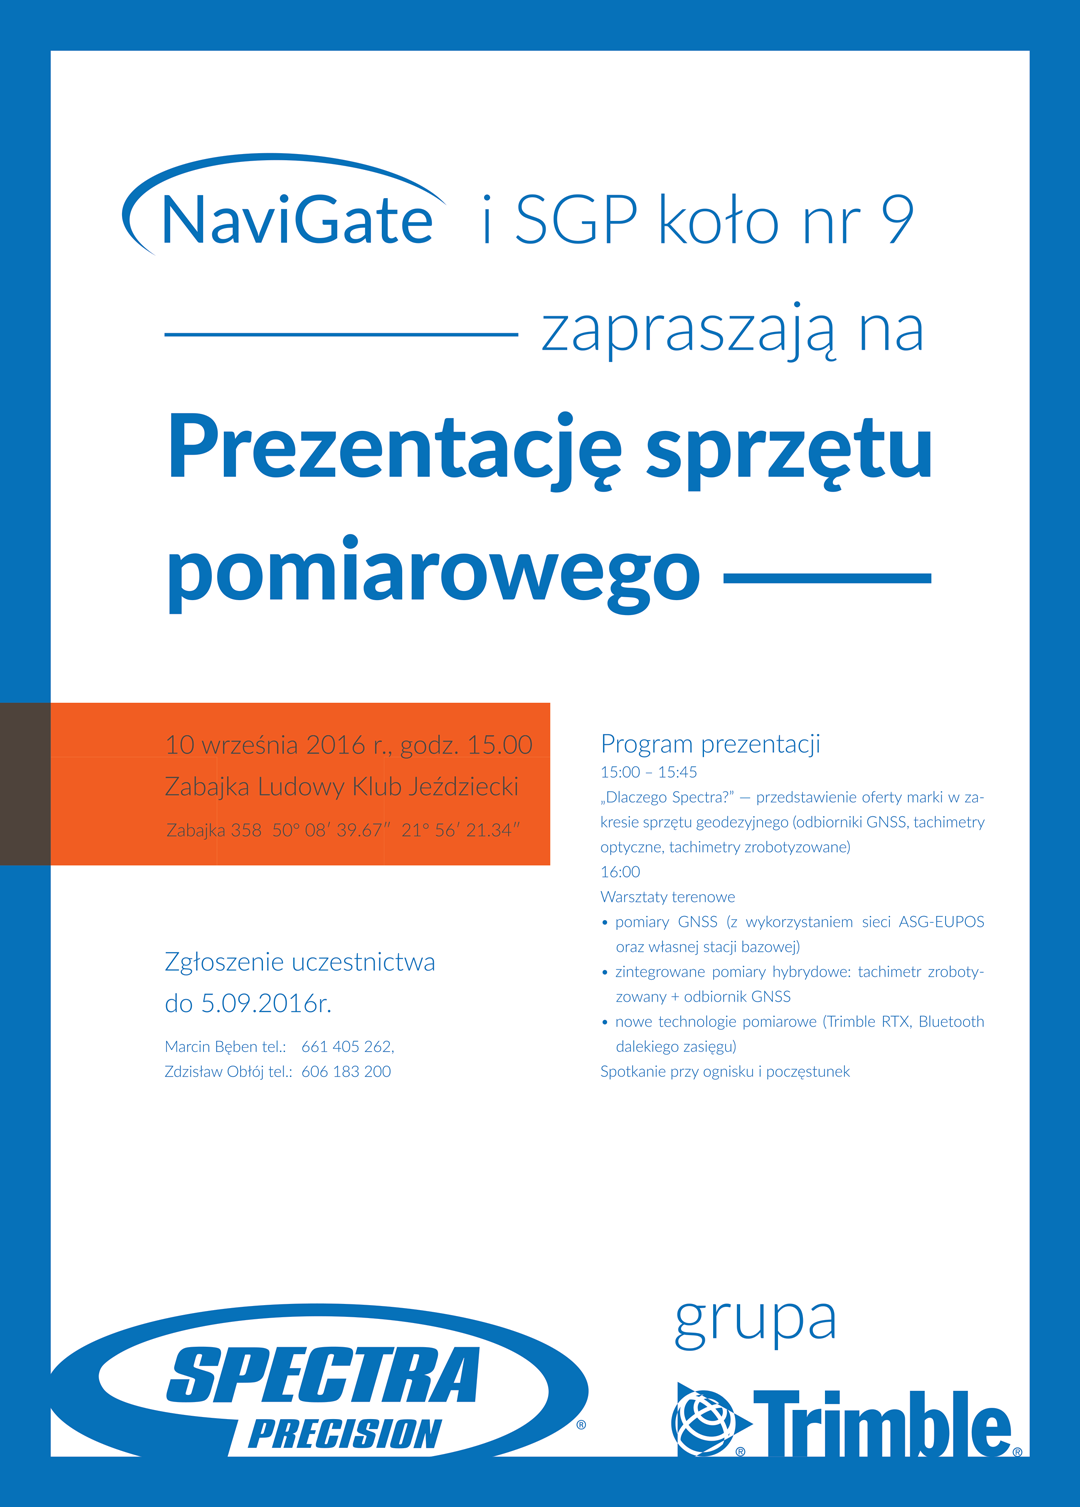 NaviGate i SGP koło nr 9
zapraszają na
Prezentację sprzętu
pomiarowego
10 września 2016 r., godz. 15.00
Zabajka Ludowy Klub Jeździecki
Zabajka 358 50° 08′ 39.67″ 21° 56′ 21.34″
Zgłoszenie uczestnictwa
do 5.09.2016r.
Marcin Bęben tel.: 661 405 262,
Zdzisław Obłój tel.: 606 183 200
Program prezentacji
15:00 – 15:45
„Dlaczego Spectra?” — przedstawienie oferty marki w za-
kresie sprzętu geodezyjnego (odbiorniki GNSS, tachimetry
optyczne, tachimetry zrobotyzowane)
16:00
Warsztaty terenowe
• pomiary GNSS (z wykorzystaniem sieci ASG-EUPOS
oraz własnej stacji bazowej)
• zintegrowane pomiary hybrydowe: tachimetr zroboty-
zowany + odbiornik GNSS
• nowe technologie pomiarowe (Trimble RTX, Bluetooth
dalekiego zasięgu)
Spotkanie przy ognisku i poczęstunek
SPECTRA
PRECISION ®
grupa
® Trimble®